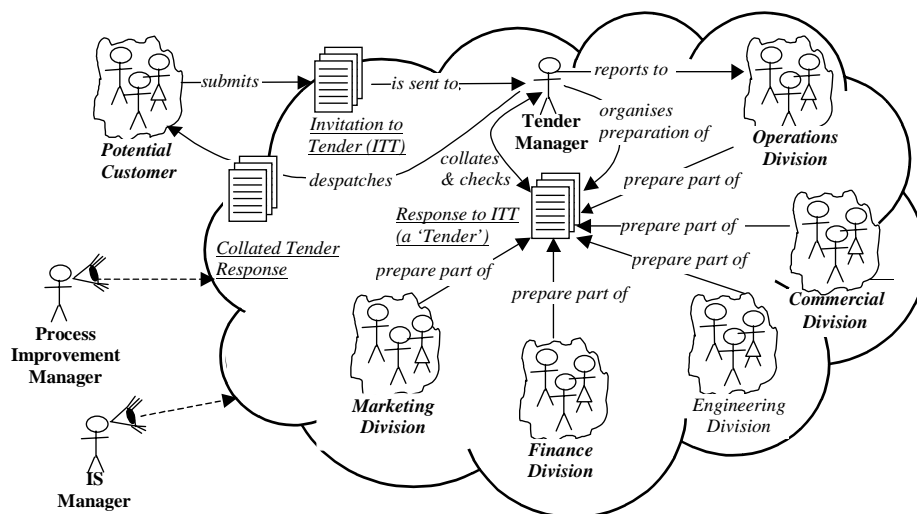 submits
is sent to
reports to
Potential
Customer
Invitation to
Tender (ITT)
Tender
Manager
organises
preparation of
Operations
Division
despatches
collates
& checks
prepare part of
Collated Tender
Response
Response to ITT
(a 'Tender')
prepare part of
prepare part of
prepare part of
prepare part of
Commercial
Division
Process
Improvement
Manager
Marketing
Division
Finance
Division
Engineering
Division
IS
Manager